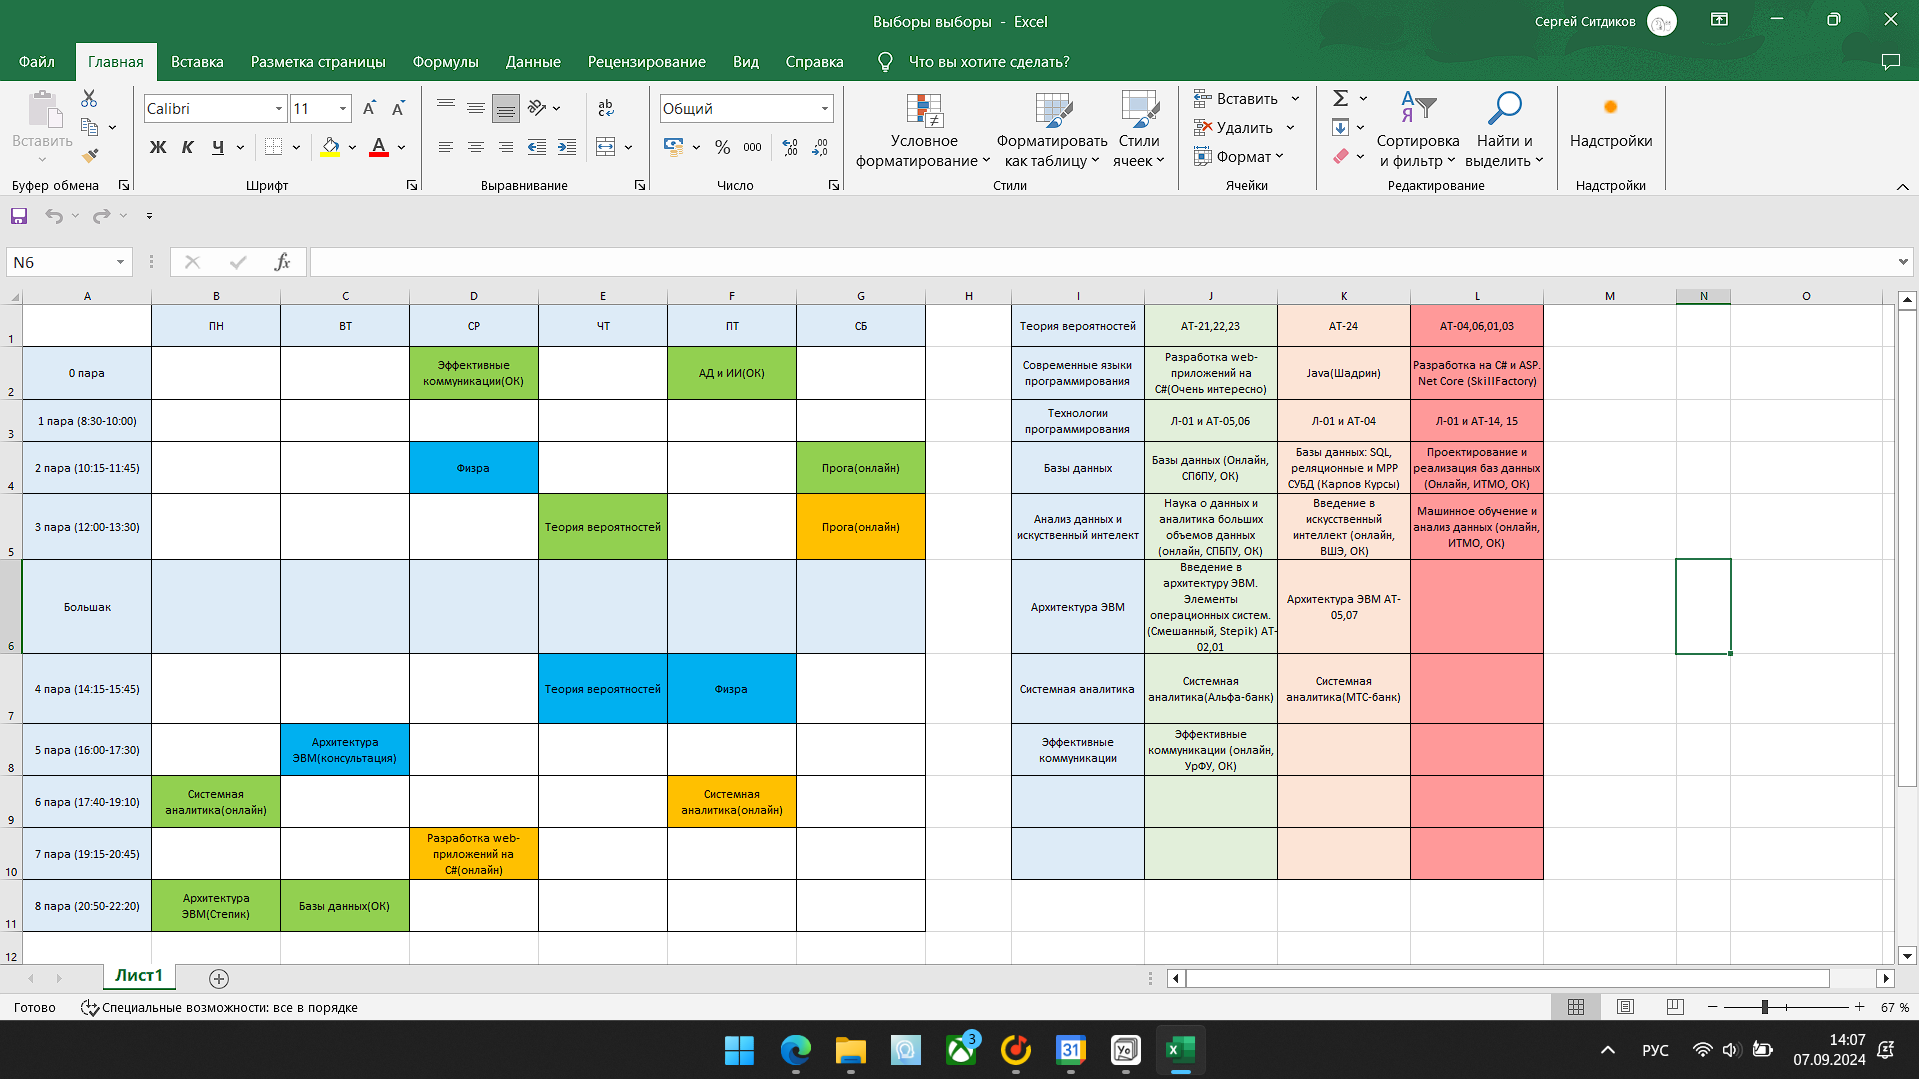 Выборы выборы - Excel
Сергей Ситдиков
Файл
Главная
Вставка
Разметка страницы
Формулы
Данные
Рецензирование
Вид
Справка
Что вы хотите сделать?
Вставить
Буфер обмена
Calibri
11
Ж К Ч
Шрифт
ab
Выравнивание
Общий
% 000
Число
Условное
форматирование
Форматировать
как таблицу
Стили
ячеек
Стили
Вставить
Удалить
Формат
Ячейки
Сортировка
и фильтр
Найти и
выделить
Редактирование
Надстройки
Надстройки
N6
fx
A B C D E F G H I J K L M N O
1
ПН
ВТ
СР
ЧТ
ПТ
СБ
Теория вероятностей
АТ-21,22,23
АТ-24
АТ-04,06,01,03
2
0 пара
Эффективные
коммуникации(ОК)
АД и ИИ(ОК)
Современные языки
программирования
Разработка web-
приложений на
C#(Очень интересно)
Java(Шадрин)
Разработка на C# и ASP.
Net Core (SkillFactory)
3
1 пара (8:30-10:00)
Технологии
программирования
Л-01 и АТ-05,06
Л-01 и АТ-04
Л-01 и АТ-14, 15
4
2 пара (10:15-11:45)
Физра
Прога(онлайн)
Базы данных
Базы данных (Онлайн,
СПбПУ, ОК)
Базы данных: SQL,
реляционные и МРР
СУБД (Карпов Курсы)
Проектирование и
реализация баз данных
(Онлайн, ИТМО, ОК)
5
3 пара (12:00-13:30)
Теория вероятностей
Прога(онлайн)
Анализ данных и
искуственный интелект
Наука о данных и
аналитика больших
объемов данных
(онлайн, СПБПУ, ОК)
Введение в
искусственный
интеллект (онлайн,
ВШЭ, ОК)
Машинное обучение и
анализ данных (онлайн,
ИТМО, ОК)
6
Большак
Архитектура ЭВМ
Введение в
архитектуру ЭВМ.
Элементы
операционных систем.
(Смешанный, Stepik) АТ-
02,01
Архитектура ЭВМ АТ-
05,07
7
4 пара (14:15-15:45)
Теория вероятностей
Физра
Системная аналитика
Системная
аналитика(Альфа-банк)
Системная
аналитика(МТС-банк)
8
5 пара (16:00-17:30)
Архитектура
ЭВМ(консультация)
Эффективные
коммуникации
Эффективные
коммуникации (онлайн,
УрФУ, ОК)
9
6 пара (17:40-19:10)
Системная
аналитика(онлайн)
Системная
аналитика(онлайн)
10
7 пара (19:15-20:45)
Разработка web-
приложений на
C#(онлайн)
11
8 пара (20:50-22:20)
Архитектура
ЭВМ(Степик)
Базы данных(ОК)
12
Лист1
Готово
Специальные возможности: все в порядке
67 %
3
31
Yo
РУС
14:07
07.09.2024